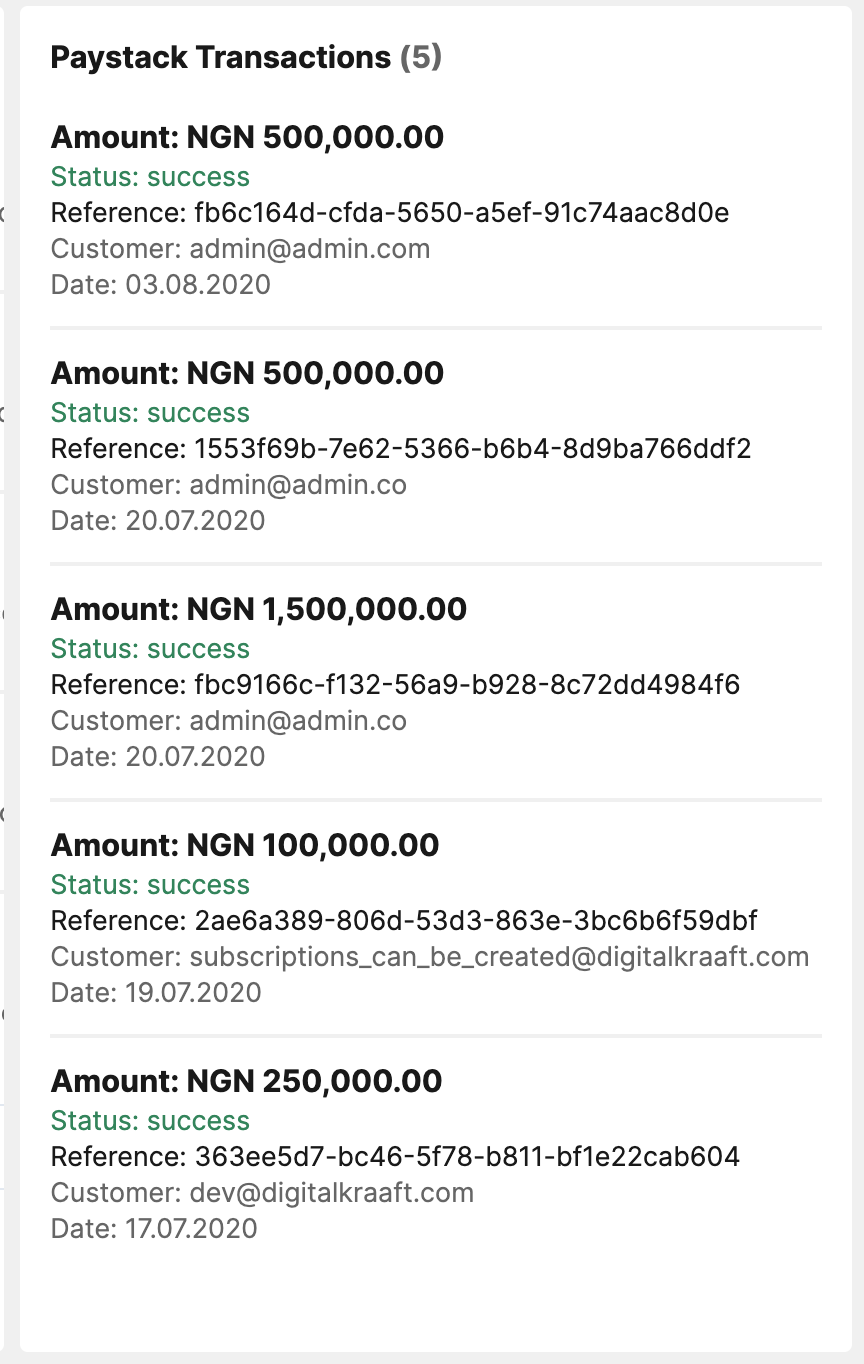 Paystack Transactions (5)
Amount: NGN 500,000.00
Status: success
Reference: fb6c164d-cfda-5650-a5ef-91c74aac8d0e
Customer: admin@admin.com
Date: 03.08.2020
Amount: NGN 500,000.00
Status: success
Reference: 1553f69b-7e62-5366-b6b4-8d9ba766ddf2
Customer: admin@admin.co
Date: 20.07.2020
Amount: NGN 1,500,000.00
Status: success
Reference: fbc9166c-f132-56a9-b928-8c72dd4984f6
Customer: admin@admin.co
Date: 20.07.2020
Amount: NGN 100,000.00
Status: success
Reference: 2ae6a389-806d-53d3-863e-3bc6b6f59dbf
Customer: subscriptions_can_be_created@digitalkraaft.com
Date: 19.07.2020
Amount: NGN 250,000.00
Status: success
Reference: 363ee5d7-bc46-5f78-b811-bf1e22cab604
Customer: dev@digitalkraaft.com
Date: 17.07.2020